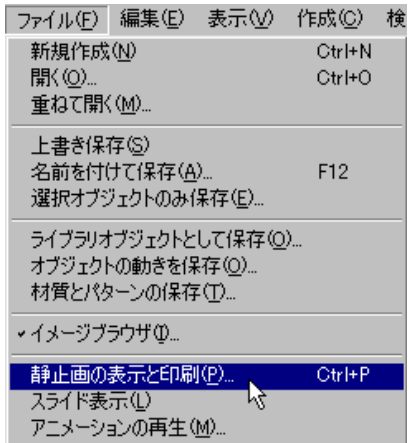 ファイル(F) 編集(E) 表示(V) 作成(C) 検
新規作成(N) Ctrl+N
開く(O)... Ctrl+O
重ねて開く(M)...
上書き保存(S)
名前を付けて保存(A)... F12
選択オブジェクトのみ保存(E)...
ライブラリオブジェクトとして保存(O)...
オブジェクトの動きを保存(O)...
材質とパターンの保存(T)...
イメージブラウザ(I)...
静止画の表示と印刷(P)... Ctrl+P
スライド表示(L)
アニメーションの再生(M)...